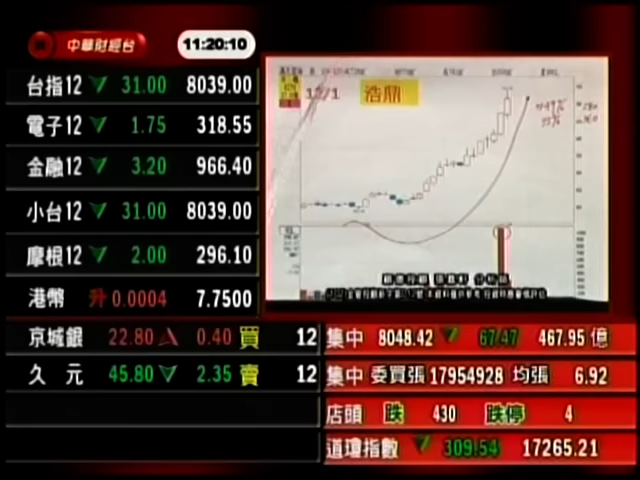 中華財經台 11:20:10
台指12 31.00 8039.00
電子12 1.75 318.55
金融12 3.20 966.40
小台12 31.00 8039.00
摩根12 2.00 296.10
港幣 升 0.0004 7.7500
12/1 浩鼎
京城銀 22.80 0.40 買 12
久元 45.80 2.35 賣 12
集中 8048.42 67.47 467.95 億
集中 委買張 17954928 均張 6.92
店頭 跌 430 跌停 4
道瓊指數 309.54 17265.21